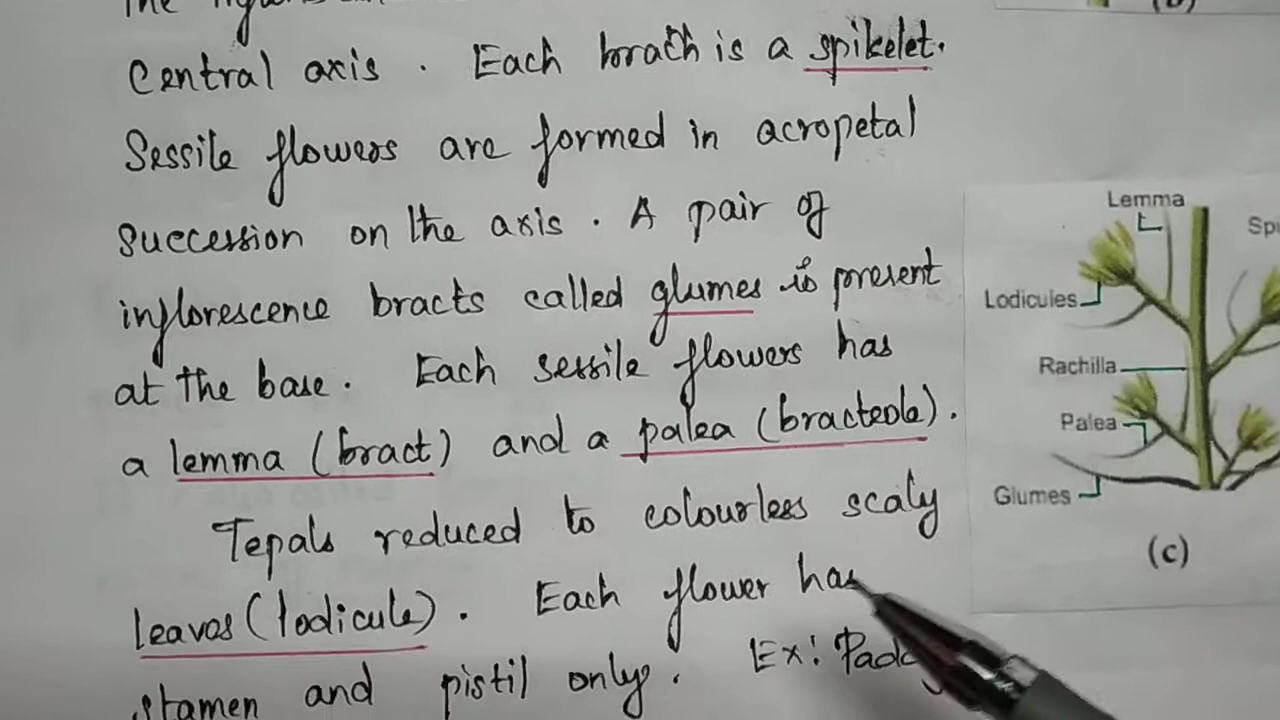 Central axis . Each brach is a spikelet.
Sessile flowers are formed in acropetal
succession on the axis . A pair of
inflorescence bracts called glumes is present
at the base . Each sessile flowers has
a lemma (bract) and a palea (bracteole) .
Tepals reduced to colourless scaly
leaves (lodicule) . Each flower has
stamen and pistil only . Ex: Paddy
Lemma
Lodicules
Rachilla
Palea
Glumes
(c)